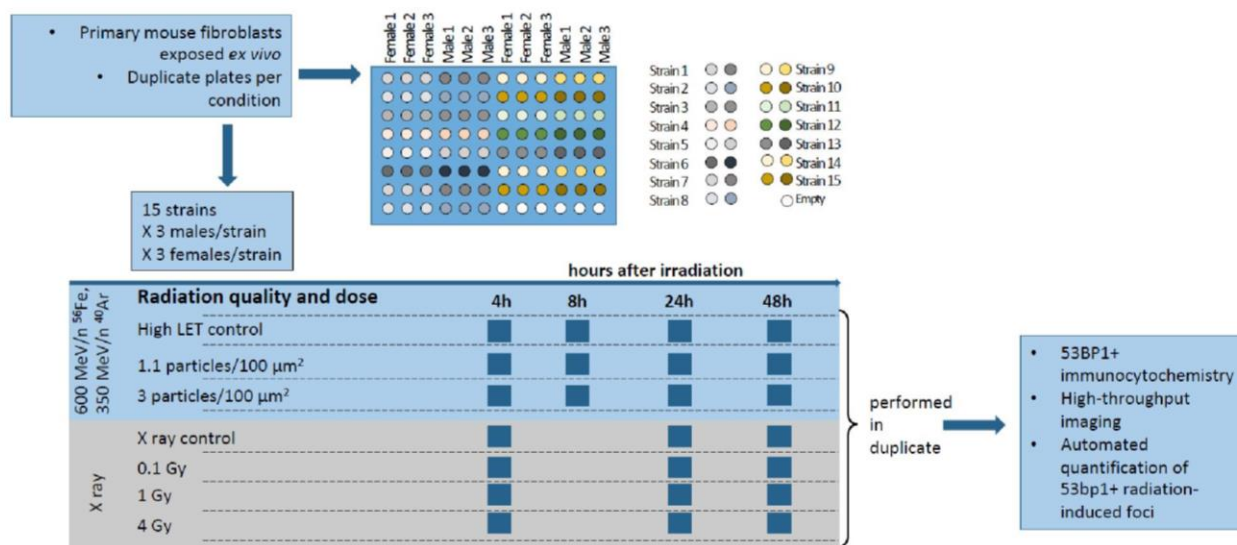 • Primary mouse fibroblasts
exposed ex vivo
• Duplicate plates per
condition
Female 1
Female 2
Female 3
Male 1
Male 2
Male 3
Female 1
Female 2
Female 3
Male 1
Male 2
Male 3
Strain 1
Strain 2
Strain 3
Strain 4
Strain 5
Strain 6
Strain 7
Strain 8
Strain 9
Strain 10
Strain 11
Strain 12
Strain 13
Strain 14
Strain 15
Empty
15 strains
X 3 males/strain
X 3 females/strain
hours after irradiation
600 MeV/n ⁵⁶Fe,
350 MeV/n ⁴⁰Ar
Radiation quality and dose 4h 8h 24h 48h
High LET control
1.1 particles/100 μm²
3 particles/100 μm²
X ray
X ray control
0.1 Gy
1 Gy
4 Gy
performed
in
duplicate
• 53BP1+
immunocytochemistry
• High-throughput
imaging
• Automated
quantification of
53bp1+ radiation-
induced foci